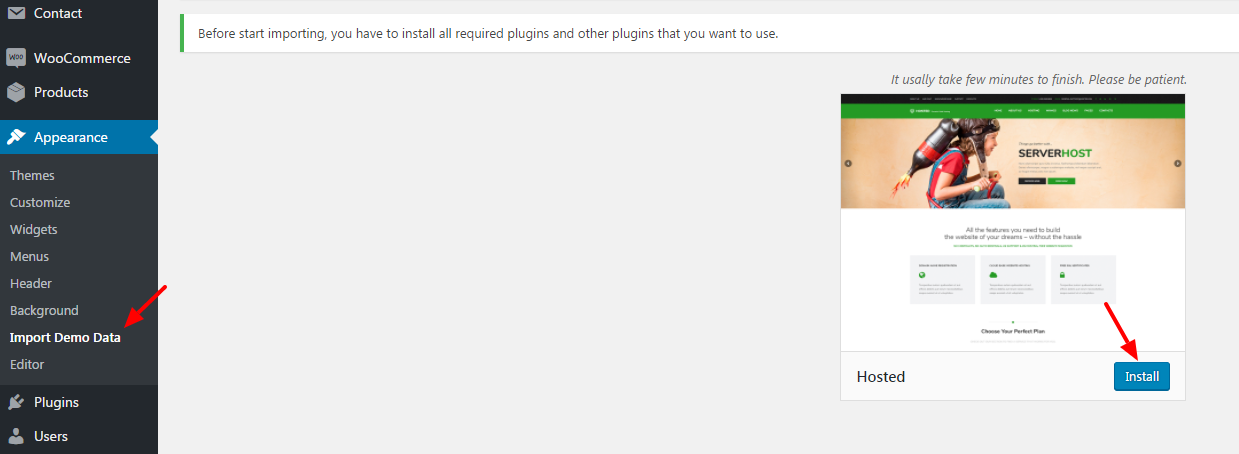 Contact
WooCommerce
Products
Appearance
Themes
Customize
Widgets
Menus
Header
Background
Import Demo Data
Editor
Plugins
Users
Before start importing, you have to install all required plugins and other plugins that you want to use.
It usally take few minutes to finish. Please be patient.
SERVERHOST
All the features you need to build
the website of your dreams – without the hassle
Choose Your Perfect Plan
Hosted
Install